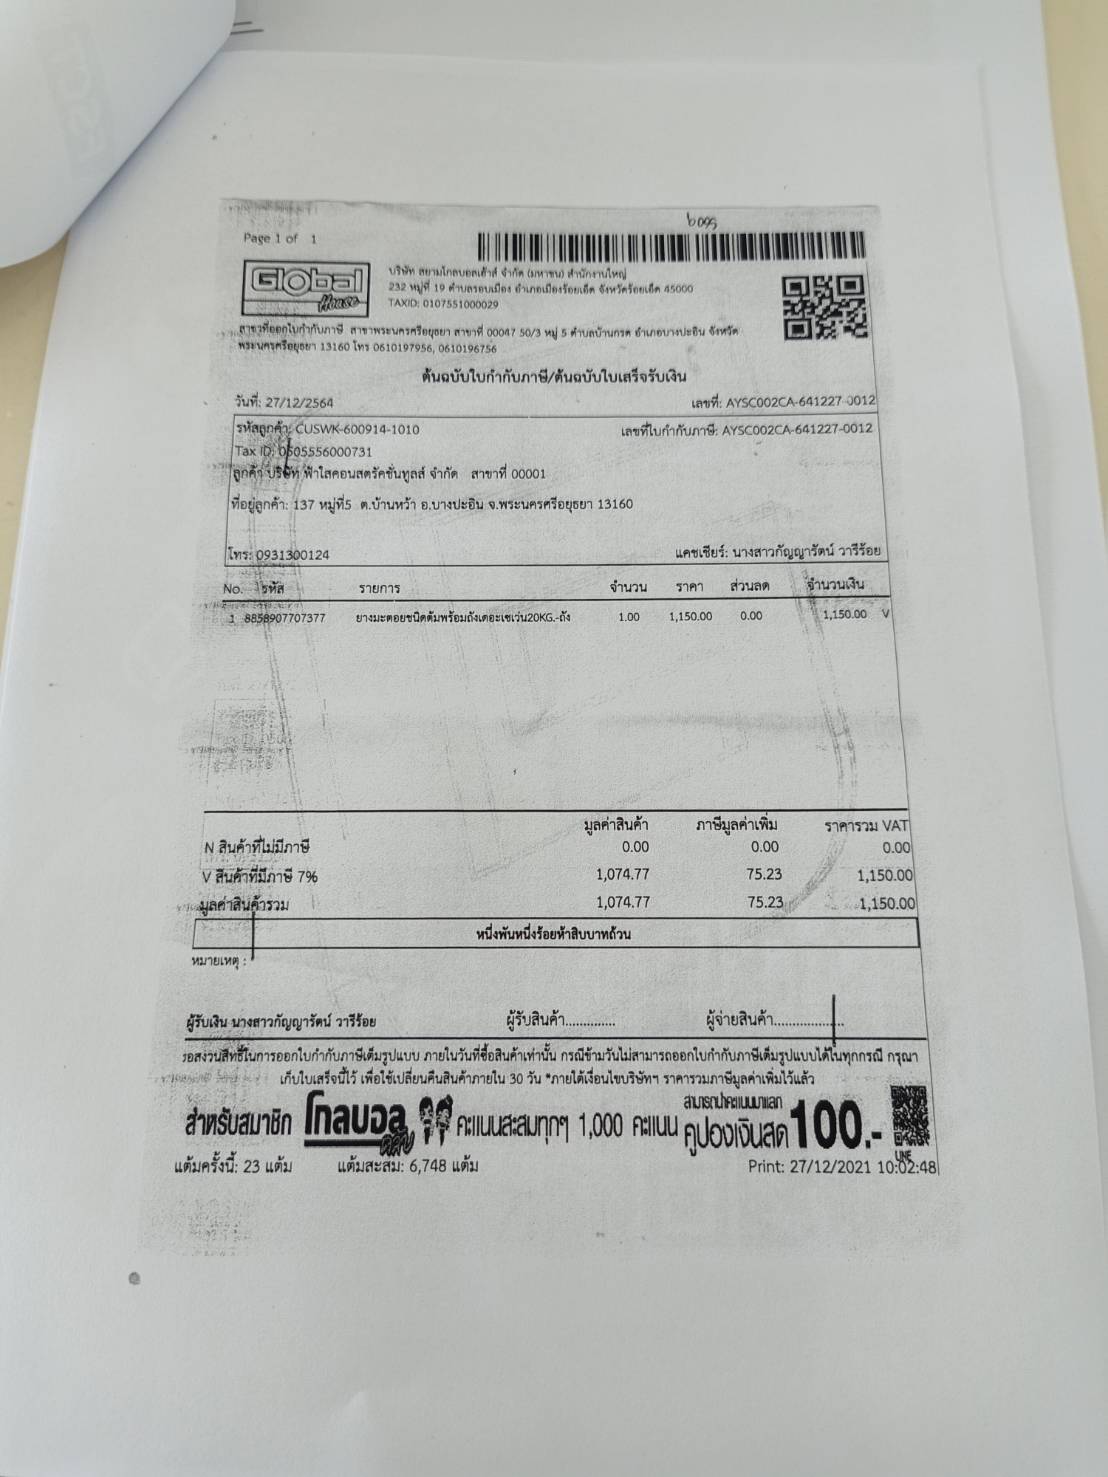 Page 1 of 1
Global House
บริษัท สยามโกลบอลเฮ้าส์ จำกัด (มหาชน) สำนักงานใหญ่
232 หมู่ที่ 19 ตำบลรอบเมือง อำเภอเมืองร้อยเอ็ด จังหวัดร้อยเอ็ด 45000
TAXID: 0107551000029
สาขาที่ออกใบกำกับภาษี สาขาพระนครศรีอยุธยา สาขาที่ 00047 50/3 หมู่ 5 ตำบลบ้านกรด อำเภอบางปะอิน จังหวัด
พระนครศรีอยุธยา 13160 โทร 0610197956, 0610196756
ต้นฉบับใบกำกับภาษี/ต้นฉบับใบเสร็จรับเงิน
วันที่: 27/12/2564 เลขที่: AYSC002CA-641227-0012
รหัสลูกค้า: CUSWK-600914-1010 เลขที่ใบกำกับภาษี: AYSC002CA-641227-0012
Tax ID: 0505556000731
ลูกค้า บริษัท ฟ้าใสคอนสตรัคชั่นทูลส์ จำกัด สาขาที่ 00001
ที่อยู่ลูกค้า: 137 หมู่ที่5 ต.บ้านหว้า อ.บางปะอิน จ.พระนครศรีอยุธยา 13160
โทร: 0931300124 แคชเชียร์: นางสาวกัญญารัตน์ วารีร้อย
No. รหัส รายการ จำนวน ราคา ส่วนลด จำนวนเงิน
1 8858907707377 ยางมะตอยชนิดต้มพร้อมถังเดอะเซเว่น20KG.-ถัง 1.00 1,150.00 0.00 1,150.00 V
มูลค่าสินค้า ภาษีมูลค่าเพิ่ม ราคารวม VAT
N สินค้าที่ไม่มีภาษี 0.00 0.00 0.00
V สินค้าที่มีภาษี 7% 1,074.77 75.23 1,150.00
มูลค่าสินค้ารวม 1,074.77 75.23 1,150.00
หนึ่งพันหนึ่งร้อยห้าสิบบาทถ้วน
หมายเหตุ :
ผู้รับเงิน นางสาวกัญญารัตน์ วารีร้อย ผู้รับสินค้า.............. ผู้จ่ายสินค้า....................
ขอสงวนสิทธิ์ในการออกใบกำกับภาษีเต็มรูปแบบ ภายในวันที่ซื้อสินค้าเท่านั้น กรณีข้ามวันไม่สามารถออกใบกำกับภาษีเต็มรูปแบบได้ในทุกกรณี กรุณา
เก็บใบเสร็จนี้ไว้ เพื่อใช้เปลี่ยนคืนสินค้าภายใน 30 วัน *ภายใต้เงื่อนไขบริษัทฯ ราคารวมภาษีมูลค่าเพิ่มไว้แล้ว
สำหรับสมาชิก โกลบอลคลับ คะแนนสะสมทุกๆ 1,000 คะแนน สามารถนำคะแนนมาแลก คูปองเงินสด 100.-
LINE
แต้มครั้งนี้: 23 แต้ม แต้มสะสม: 6,748 แต้ม Print: 27/12/2021 10:02:48